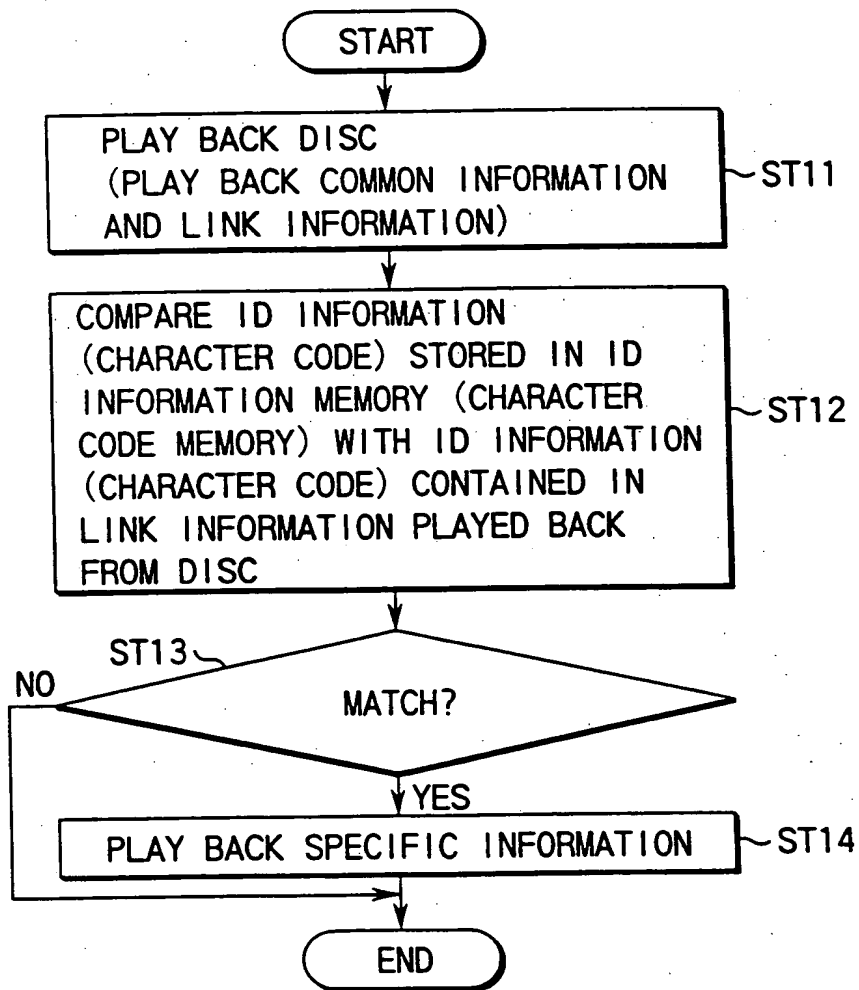 START
PLAY BACK DISC
(PLAY BACK COMMON INFORMATION
AND LINK INFORMATION)
ST11
COMPARE ID INFORMATION
(CHARACTER CODE) STORED IN ID
INFORMATION MEMORY (CHARACTER
CODE MEMORY) WITH ID INFORMATION
(CHARACTER CODE) CONTAINED IN
LINK INFORMATION PLAYED BACK
FROM DISC
ST12
ST13
NO
MATCH?
YES
PLAY BACK SPECIFIC INFORMATION
ST14
END